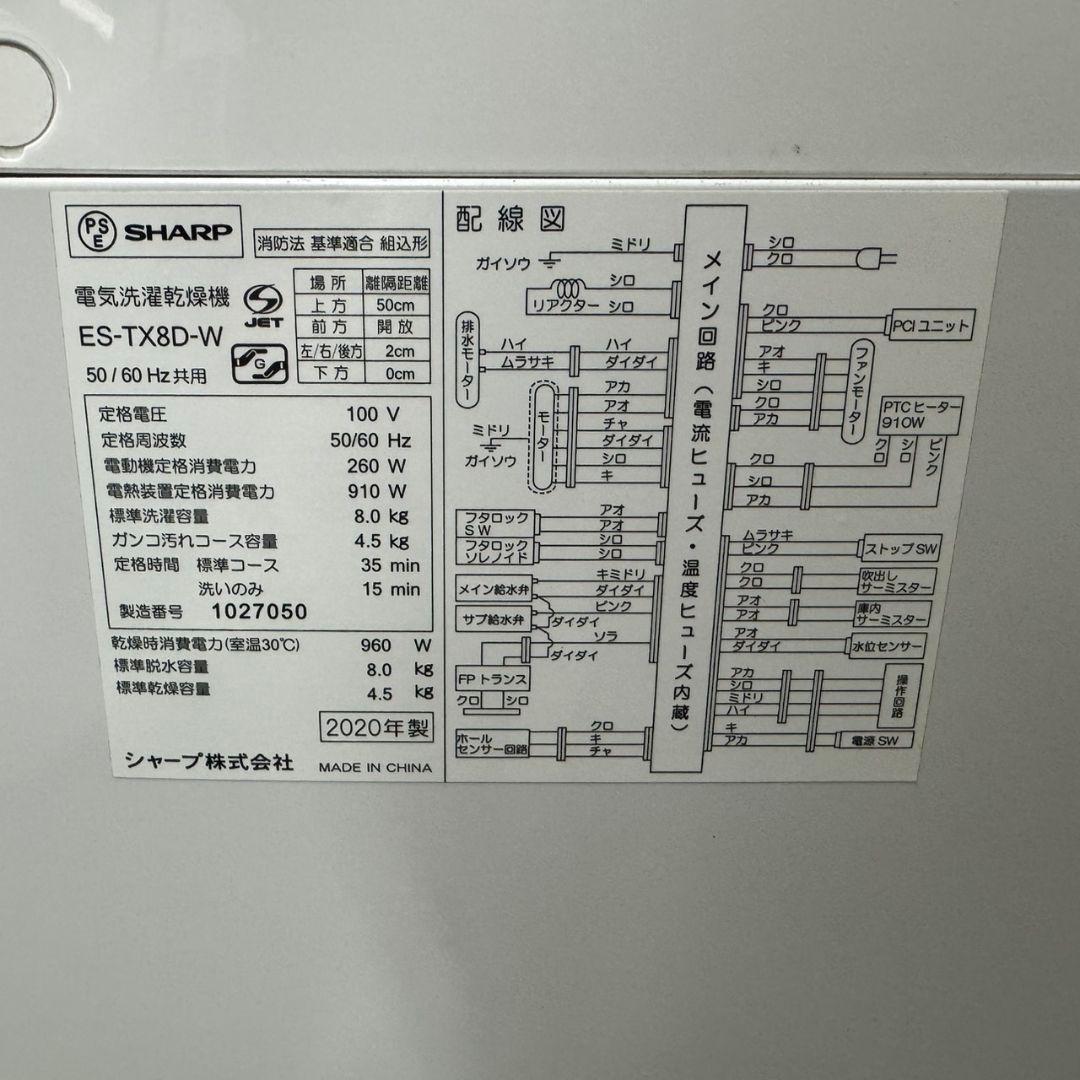 PSE SHARP
消防法 基準適合 組込形
電気洗濯乾燥機
ES-TX8D-W
50/60 Hz共用
JET
G
場所 離隔距離
上方 50cm
前方 開放
左/右/後方 2cm
下方 0cm
定格電圧 100 V
定格周波数 50/60 Hz
電動機定格消費電力 260 W
電熱装置定格消費電力 910 W
標準洗濯容量 8.0 kg
ガンコ汚れコース容量 4.5 kg
定格時間 標準コース 35 min
洗いのみ 15 min
製造番号 1027050
乾燥時消費電力(室温30℃) 960 W
標準脱水容量 8.0 kg
標準乾燥容量 4.5 kg
2020年製
シャープ株式会社 MADE IN CHINA
配線図
ミドリ
ガイソウ
シロ
リアクター シロ
排水モーター
ハイ ハイ
ムラサキ ダイダイ
モーター
アカ
アオ
チャ
ダイダイ
シロ
キ
ミドリ
ガイソウ
フタロック
SW
アオ
アオ
フタロック
ソレノイド
シロ
シロ
メイン給水弁
キミドリ
ダイダイ
サブ給水弁
ピンク
ダイダイ
ソラ
ダイダイ
FPトランス
クロ シロ
ホール
センサー回路
クロ
キ
チャ
メイン回路(電流ヒューズ・温度ヒューズ内蔵)
シロ
クロ
クロ
ピンク
PCIユニット
アオ
キ
シロ
クロ
アカ
ファンモーター
PTCヒーター
910W
クロ シロ ピンク
クロ
シロ
アカ
ムラサキ
ピンク
ストップSW
クロ
クロ
吹出し
サーミスター
アオ
アオ
庫内
サーミスター
アオ
ダイダイ
水位センサー
アカ
シロ
ミドリ
ハイ
操作回路
キ
アカ
電源SW